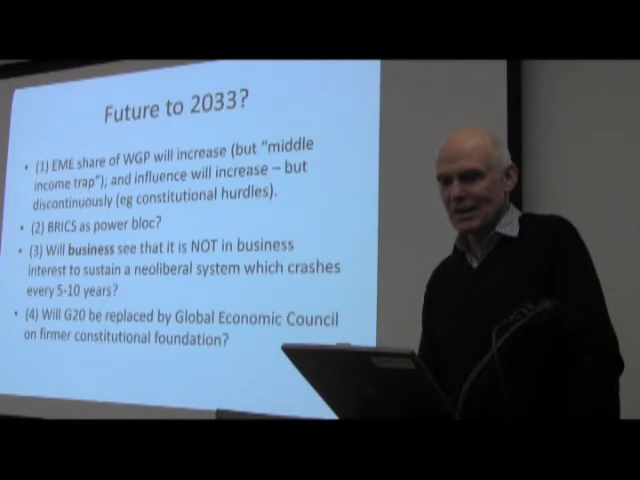 Future to 2033?
• (1) EME share of WGP will increase (but "middle
income trap"); and influence will increase – but
discontinuously (eg constitutional hurdles).
• (2) BRICS as power bloc?
• (3) Will business see that it is NOT in business
interest to sustain a neoliberal system which crashes
every 5-10 years?
• (4) Will G20 be replaced by Global Economic Council
on firmer constitutional foundation?